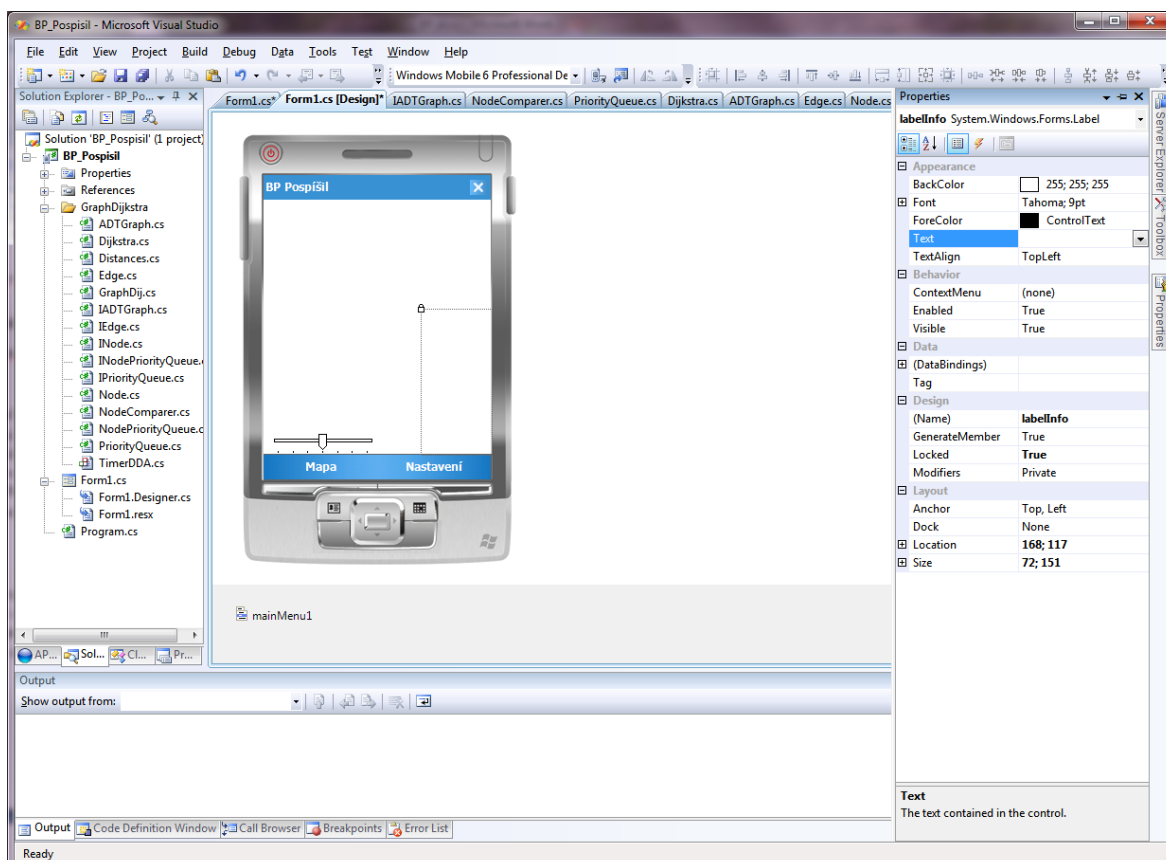 BP_Pospisil - Microsoft Visual Studio
File Edit View Project Build Debug Data Tools Test Window Help
Windows Mobile 6 Professional De
Solution Explorer - BP_Po...
Form1.cs* Form1.cs [Design]* IADTGraph.cs NodeComparer.cs PriorityQueue.cs Dijkstra.cs ADTGraph.cs Edge.cs Node.cs
Solution 'BP_Pospisil' (1 project)
BP_Pospisil
Properties
References
GraphDijkstra
ADTGraph.cs
Dijkstra.cs
Distances.cs
Edge.cs
GraphDij.cs
IADTGraph.cs
IEdge.cs
INode.cs
INodePriorityQueue.c
IPriorityQueue.cs
Node.cs
NodeComparer.cs
NodePriorityQueue.c
PriorityQueue.cs
TimerDDA.cs
Form1.cs
Form1.Designer.cs
Form1.resx
Program.cs
AP... Sol... Cl... Pr...
BP Pospíšil
Mapa Nastavení
mainMenu1
Properties
labelInfo System.Windows.Forms.Label
Appearance
BackColor 255; 255; 255
Font Tahoma; 9pt
ForeColor ControlText
Text
TextAlign TopLeft
Behavior
ContextMenu (none)
Enabled True
Visible True
Data
(DataBindings)
Tag
Design
(Name) labelInfo
GenerateMember True
Locked True
Modifiers Private
Layout
Anchor Top, Left
Dock None
Location 168; 117
Size 72; 151
Text
The text contained in the control.
Server Explorer
Toolbox
Properties
Output
Show output from:
Output Code Definition Window Call Browser Breakpoints Error List
Ready